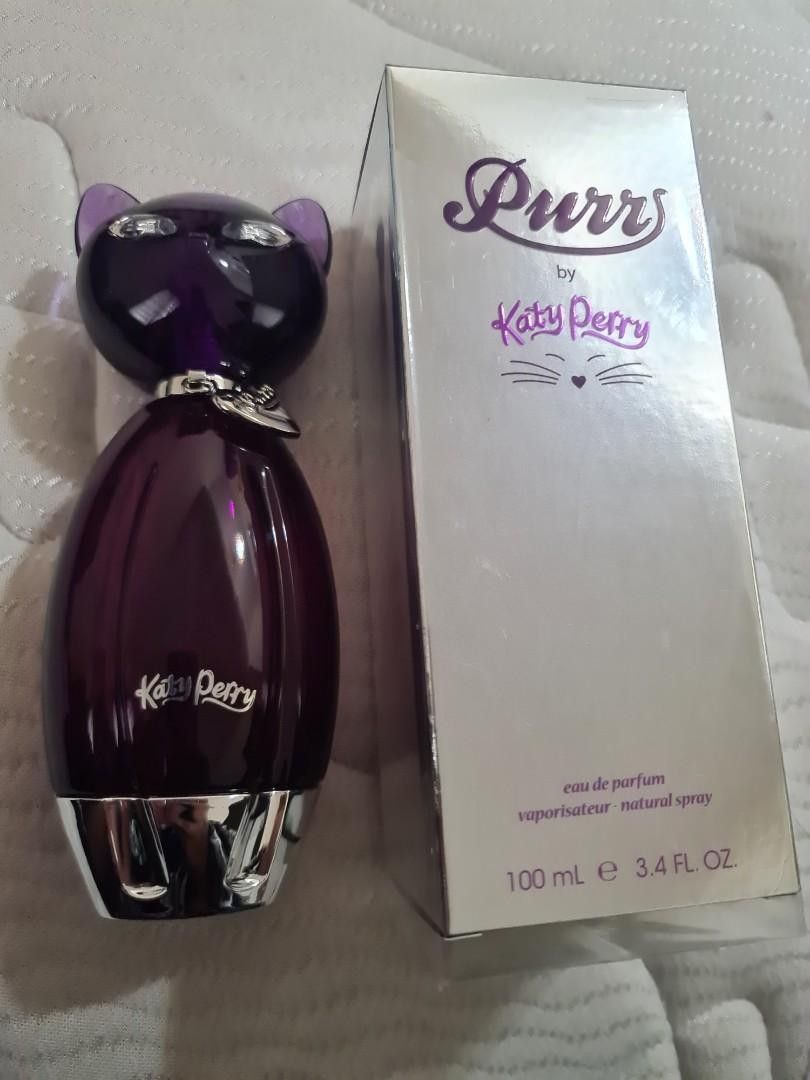 Purr
by
Katy Perry
Katy Perry
eau de parfum
vaporisateur - natural spray
100 mL ℮ 3.4 FL. OZ.